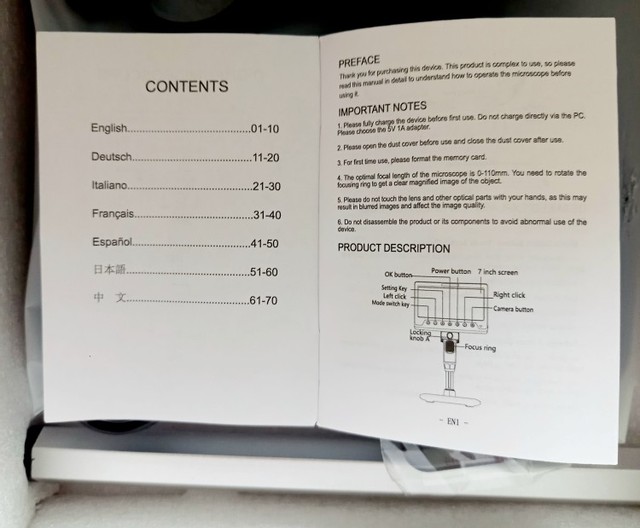 CONTENTS
English..............................01-10
Deutsch..............................11-20
Italiano...............................21-30
Français.............................31-40
Español..............................41-50
日本語...............................51-60
中 文...............................61-70
PREFACE
Thank you for purchasing this device. This product is complex to use, so please
read this manual in detail to understand how to operate the microscope before
using it.
IMPORTANT NOTES
1. Please fully charge the device before first use. Do not charge directly via the PC.
Please choose the 5V 1A adapter.
2. Please open the dust cover before use and close the dust cover after use.
3. For first time use, please format the memory card.
4. The optimal focal length of the microscope is 0-110mm. You need to rotate the
focusing ring to get a clear magnified image of the object.
5. Please do not touch the lens and other optical parts with your hands, as this may
result in blurred images and affect the image quality.
6. Do not disassemble the product or its components to avoid abnormal use of the
device.
PRODUCT DESCRIPTION
OK button
Power button
7 inch screen
Setting Key
Left click
Mode switch key
Right click
Camera button
Locking
knob A
Focus ring
- EN1 -